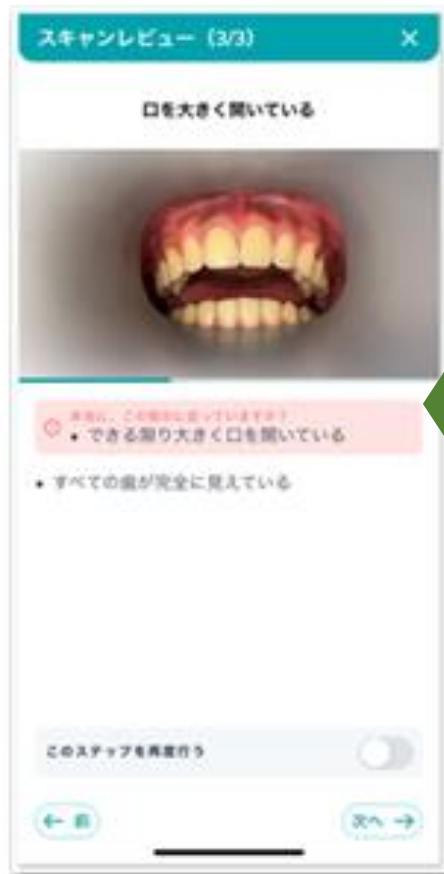 スキャンレビュー (3/3)
口を大きく開いている
• できる限り大きく口を開いている
• すべての歯が完全に見えている
このステップを再度行う
← 前
次へ →